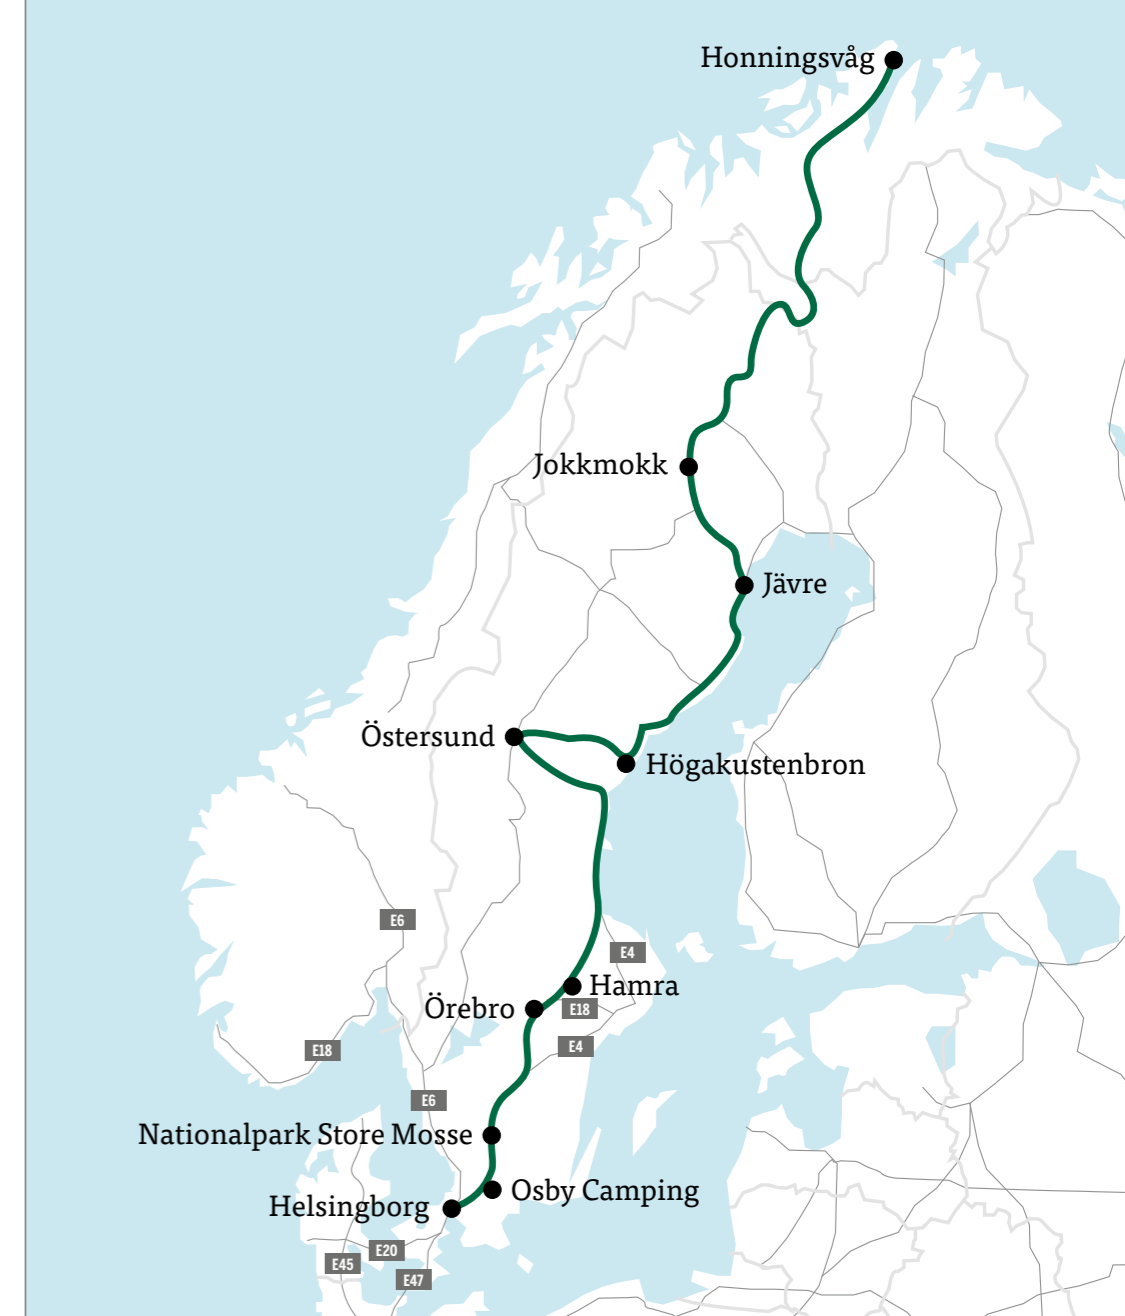 Honningsvåg
Jokkmokk
Jävre
Östersund
Högakustenbron
E6
E4
Hamra
Örebro
E18
E4
E18
E6
Nationalpark Store Mosse
Osby Camping
Helsingborg
E20
E45
E47